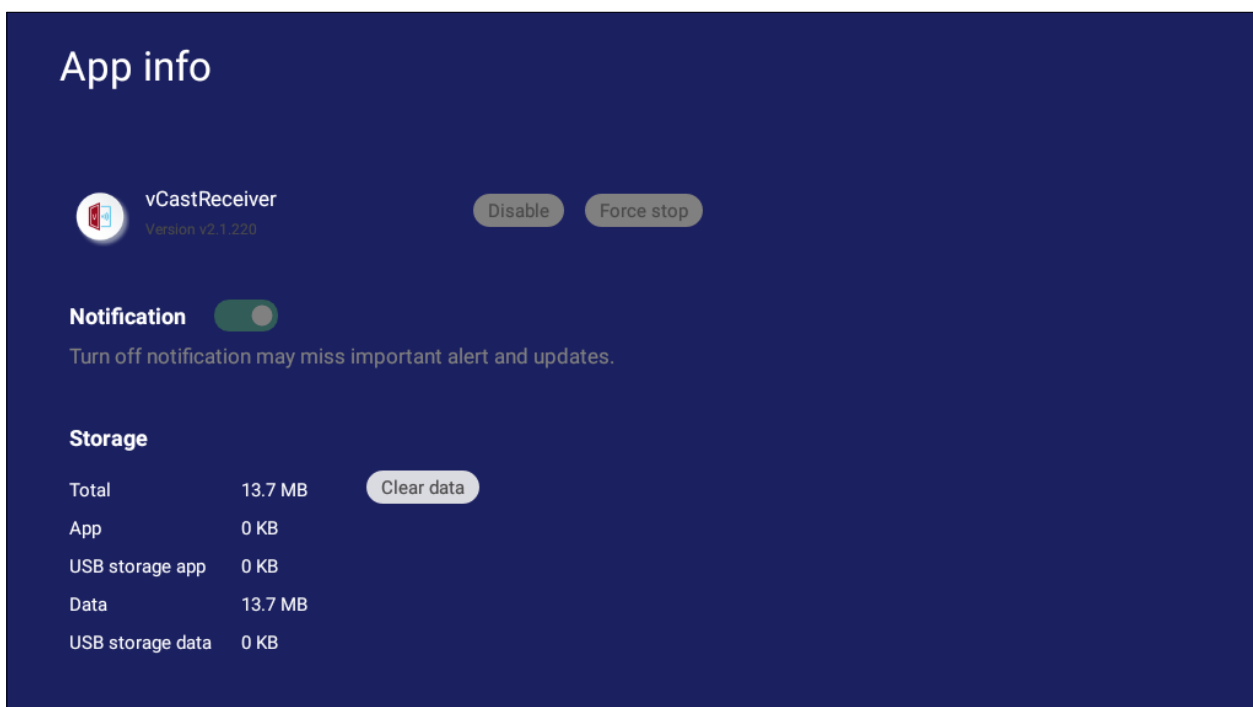 App info
vCastReceiver
Version v2.1.220
Disable
Force stop
Notification
Turn off notification may miss important alert and updates.
Storage
Total 13.7 MB Clear data
App 0 KB
USB storage app 0 KB
Data 13.7 MB
USB storage data 0 KB